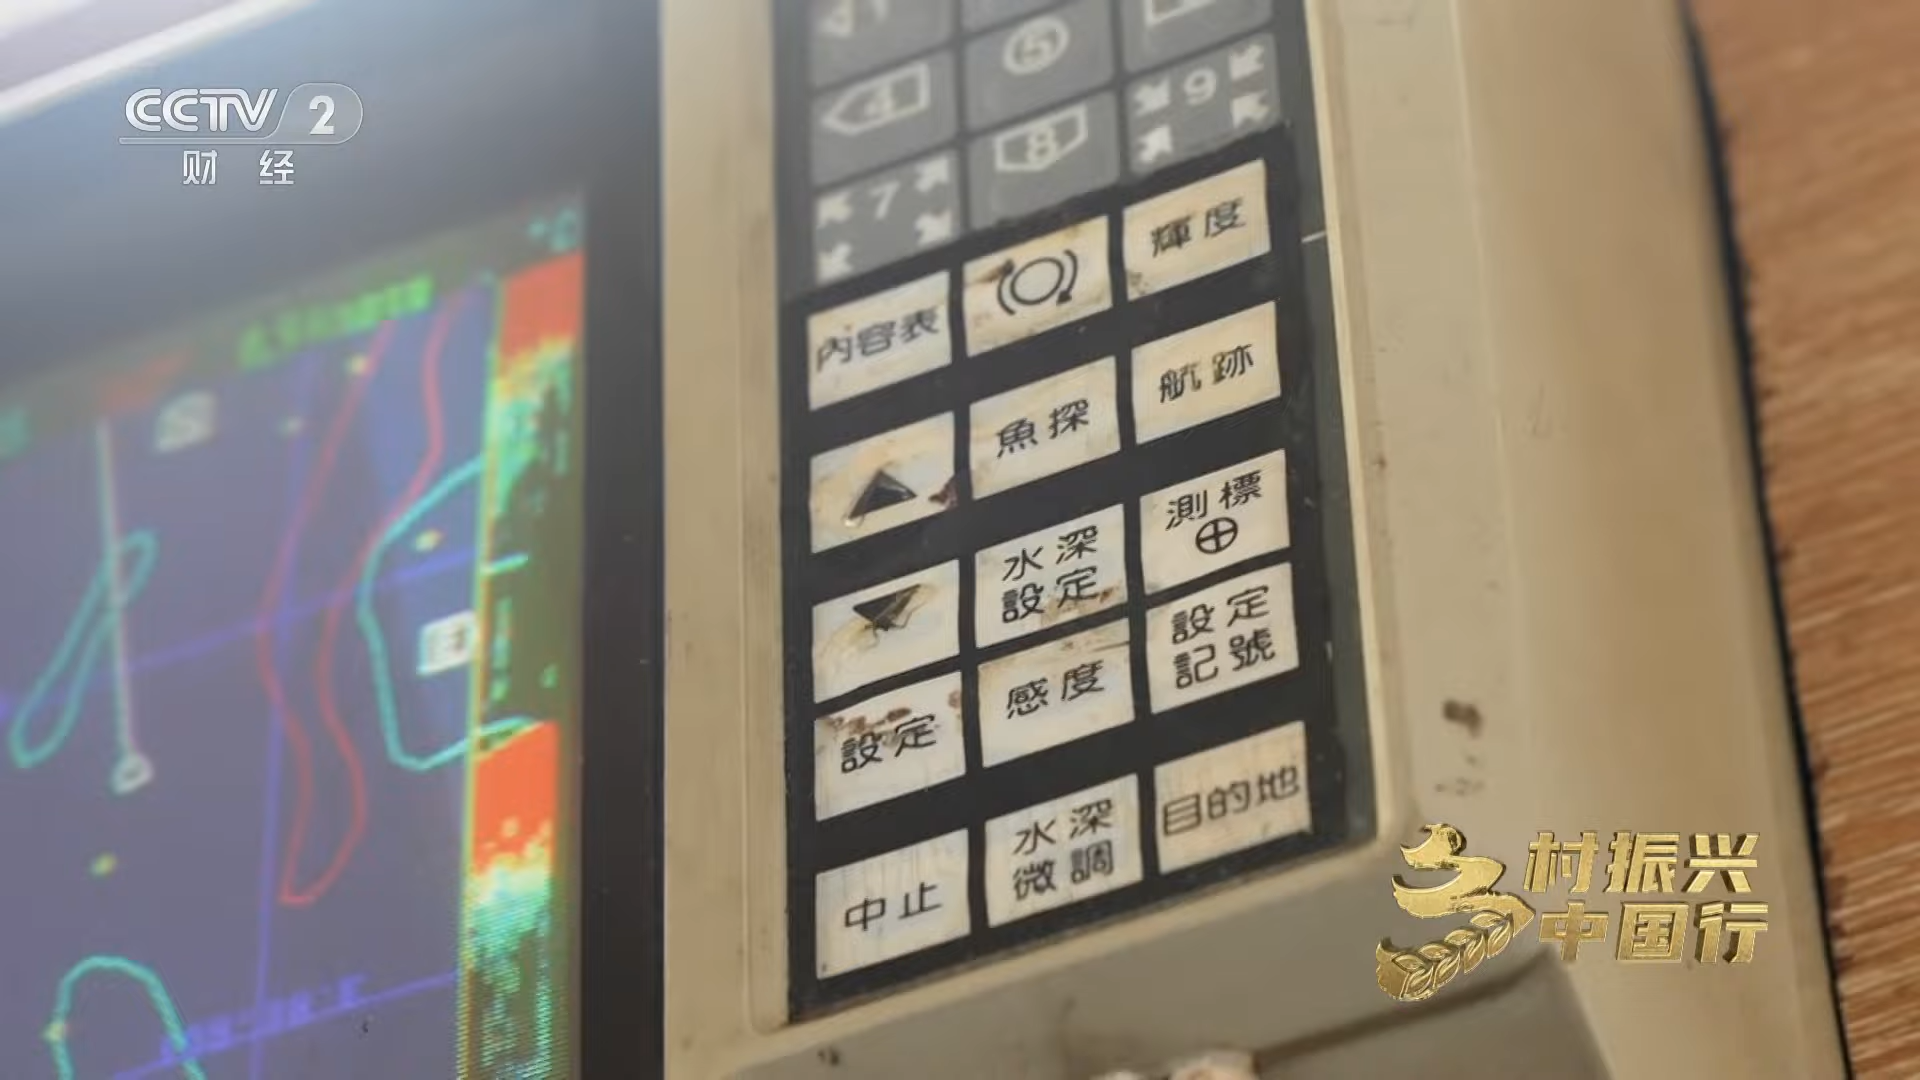 CCTV 2
财 经
4
5
7
8
9
內容表
輝度
魚探
航跡
水深
設定
測標
設定
感度
設定
記號
中止
水深
微調
目的地
乡村振兴
中国行